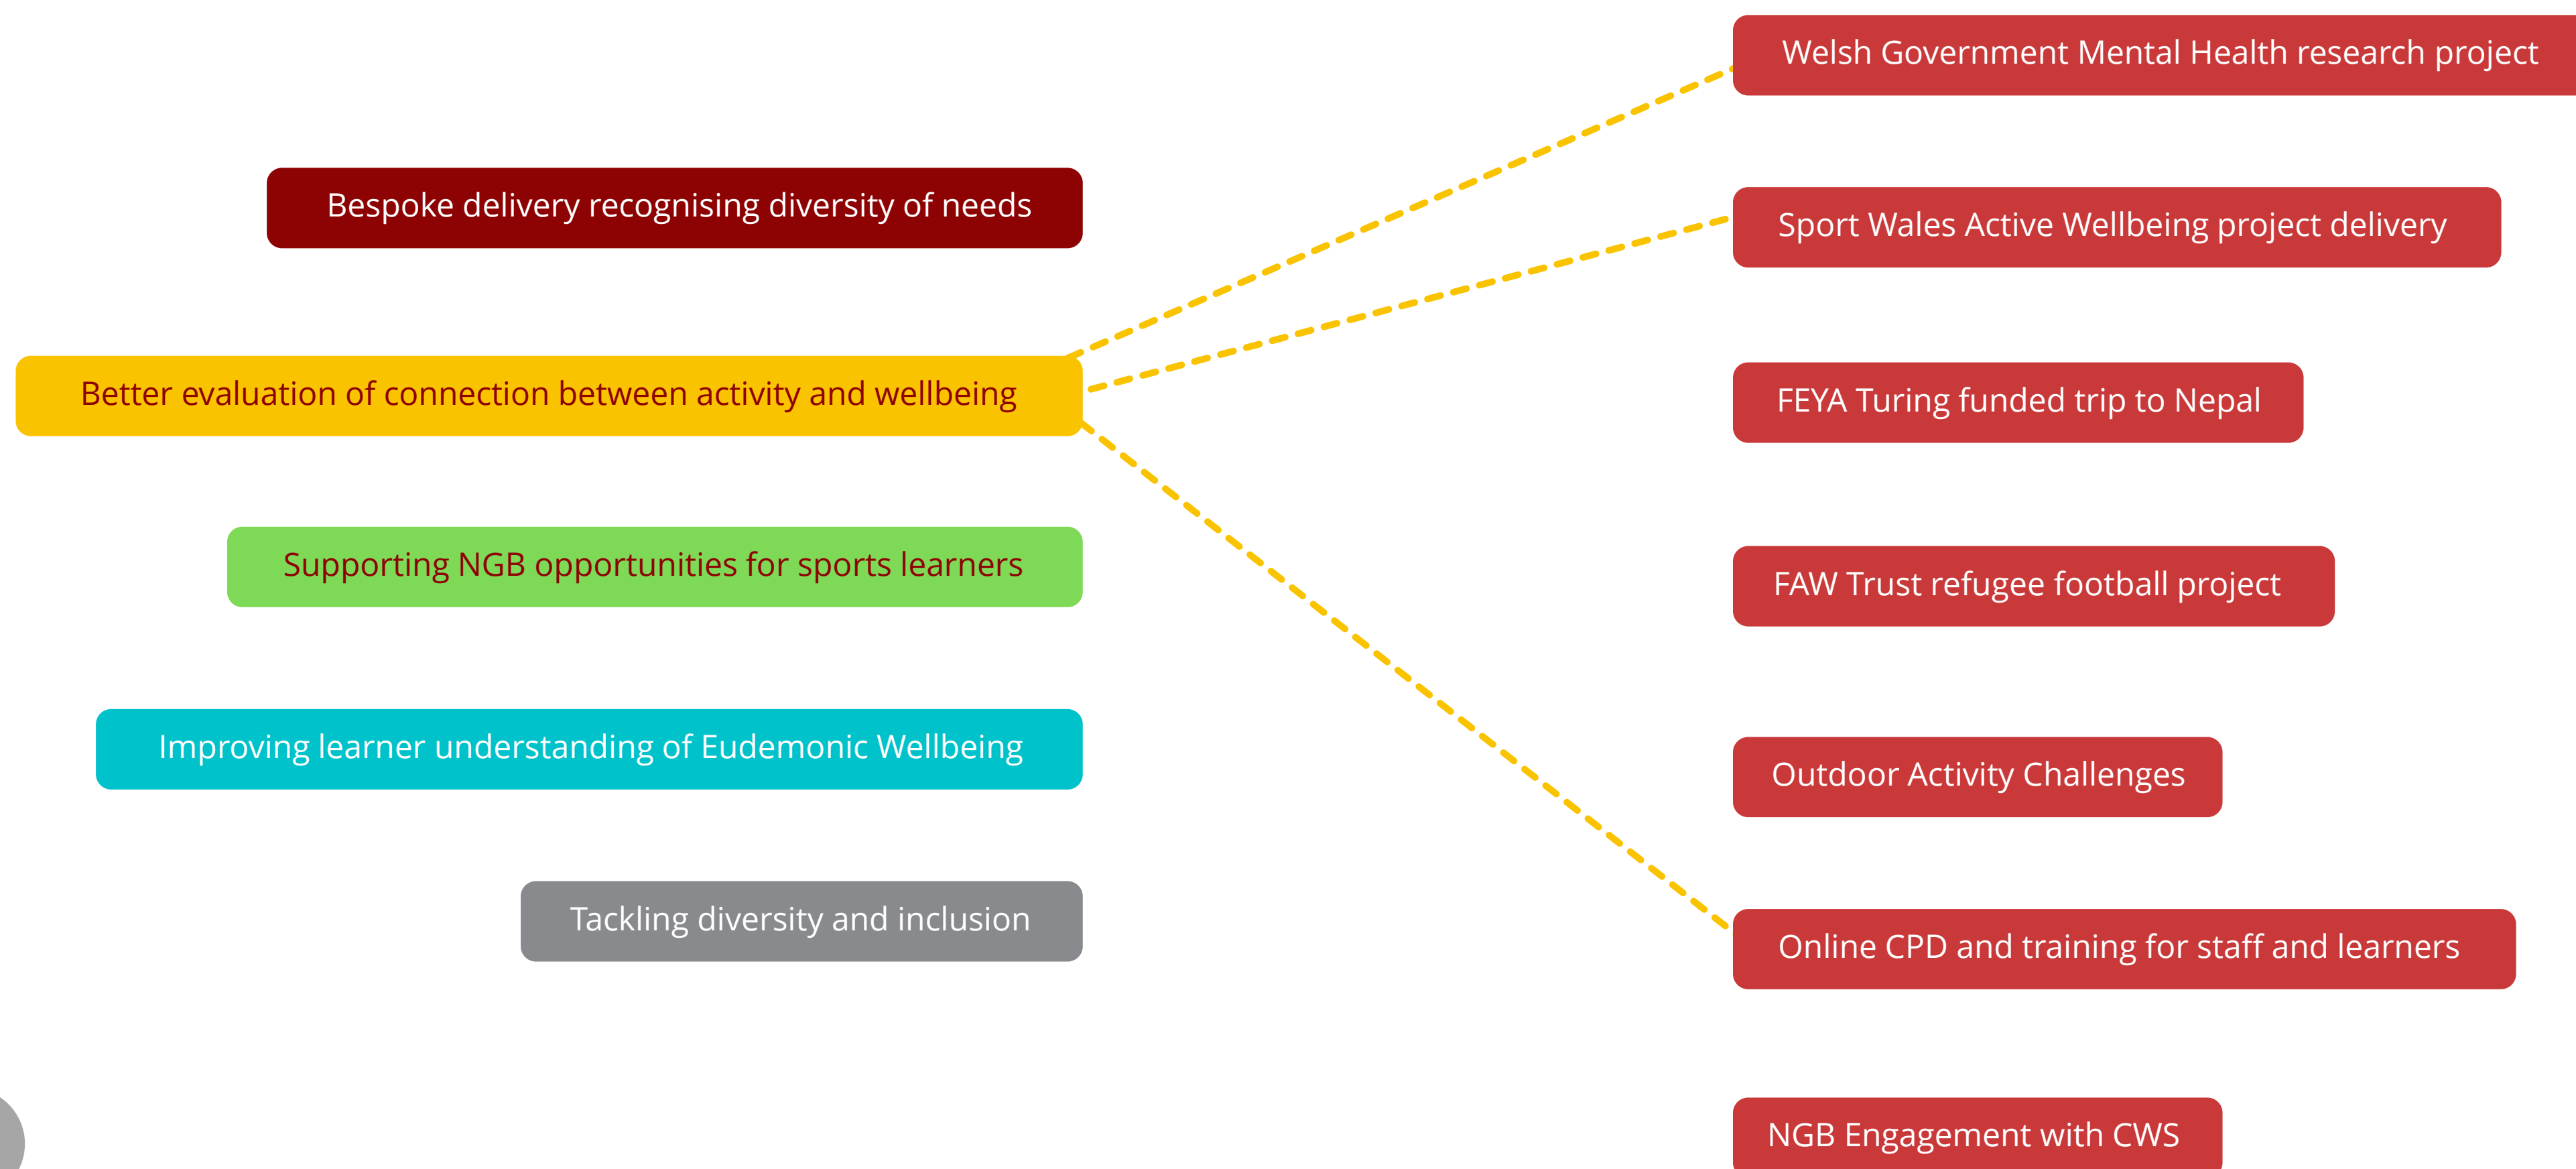 Bespoke delivery recognising diversity of needs
Better evaluation of connection between activity and wellbeing
Supporting NGB opportunities for sports learners
Improving learner understanding of Eudemonic Wellbeing
Tackling diversity and inclusion
Welsh Government Mental Health research project
Sport Wales Active Wellbeing project delivery
FEYA Turing funded trip to Nepal
FAW Trust refugee football project
Outdoor Activity Challenges
Online CPD and training for staff and learners
NGB Engagement with CWS